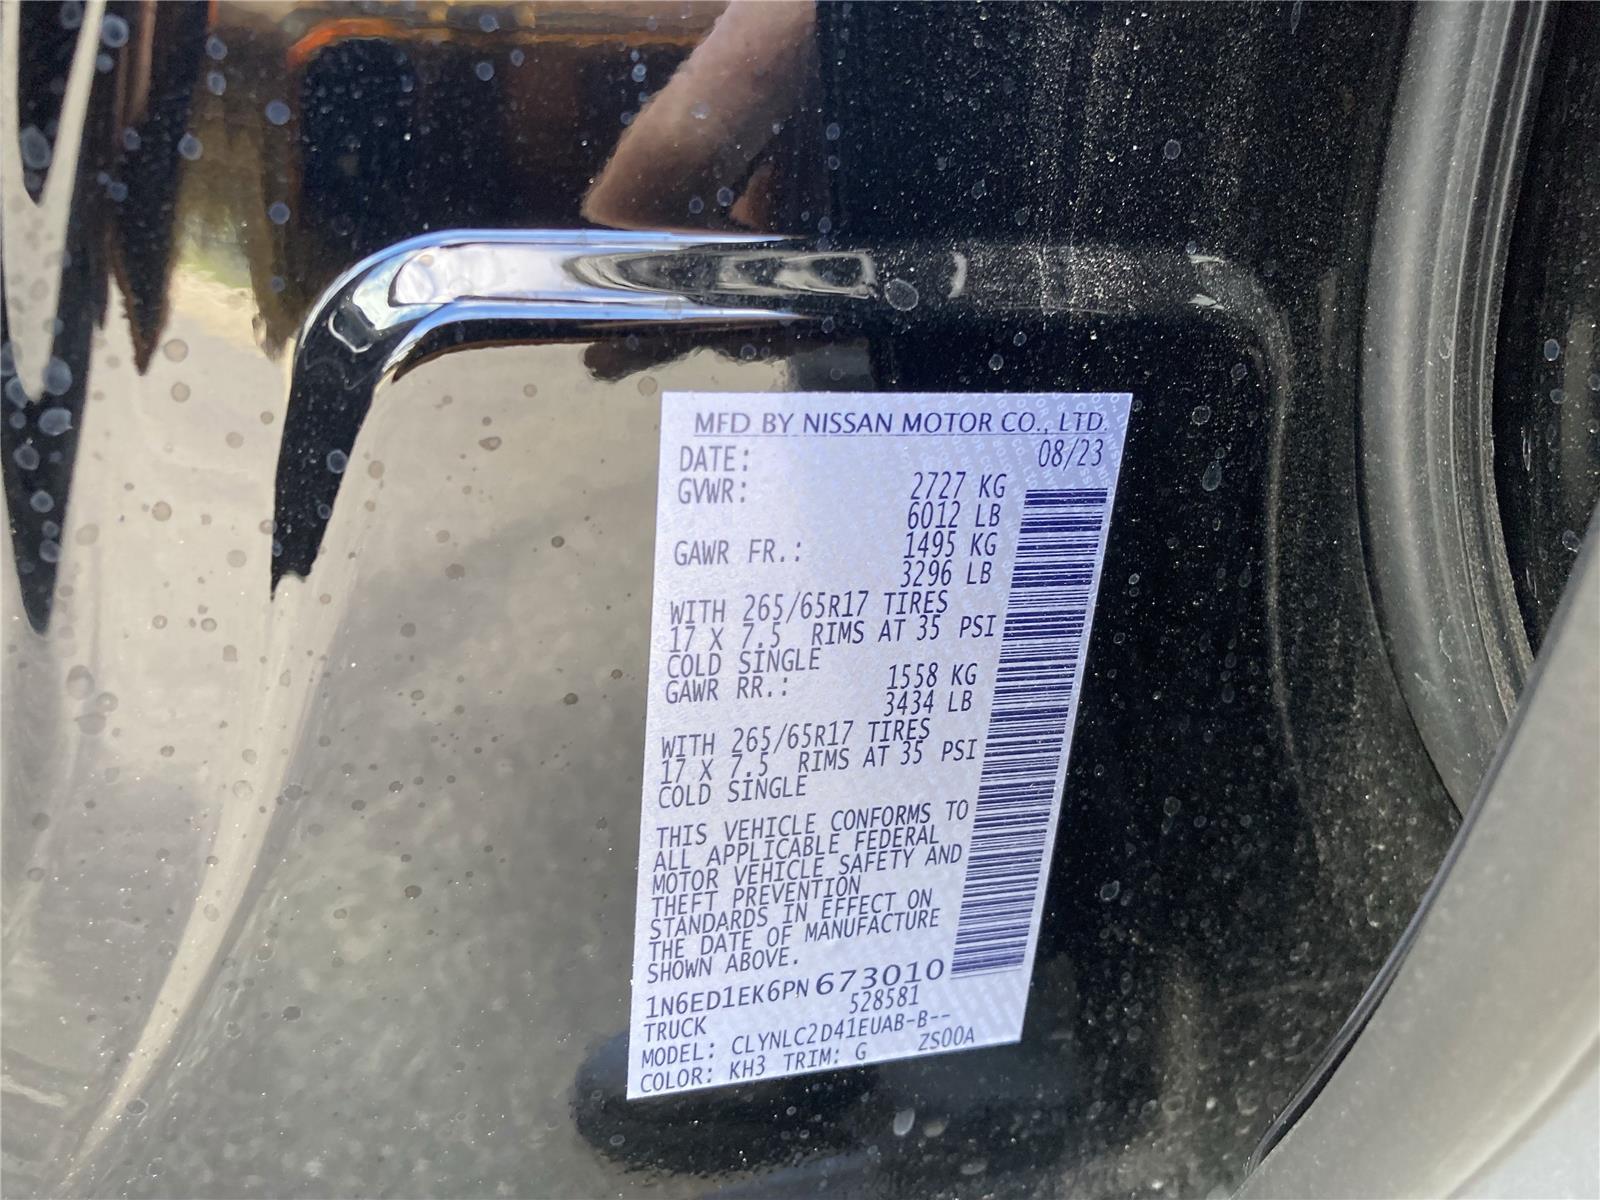 MFD BY NISSAN MOTOR CO., LTD.
DATE: 08/23
GVWR: 2727 KG
6012 LB
GAWR FR.: 1495 KG
3296 LB
WITH 265/65R17 TIRES
17 X 7.5 RIMS AT 35 PSI
COLD SINGLE
GAWR RR.: 1558 KG
3434 LB
WITH 265/65R17 TIRES
17 X 7.5 RIMS AT 35 PSI
COLD SINGLE
THIS VEHICLE CONFORMS TO
ALL APPLICABLE FEDERAL
MOTOR VEHICLE SAFETY AND
THEFT PREVENTION
STANDARDS IN EFFECT ON
THE DATE OF MANUFACTURE
SHOWN ABOVE.
1N6ED1EK6PN673010
TRUCK 528581
MODEL: CLYNLC2D41EUAB-B--
COLOR: KH3 TRIM: G ZS00A